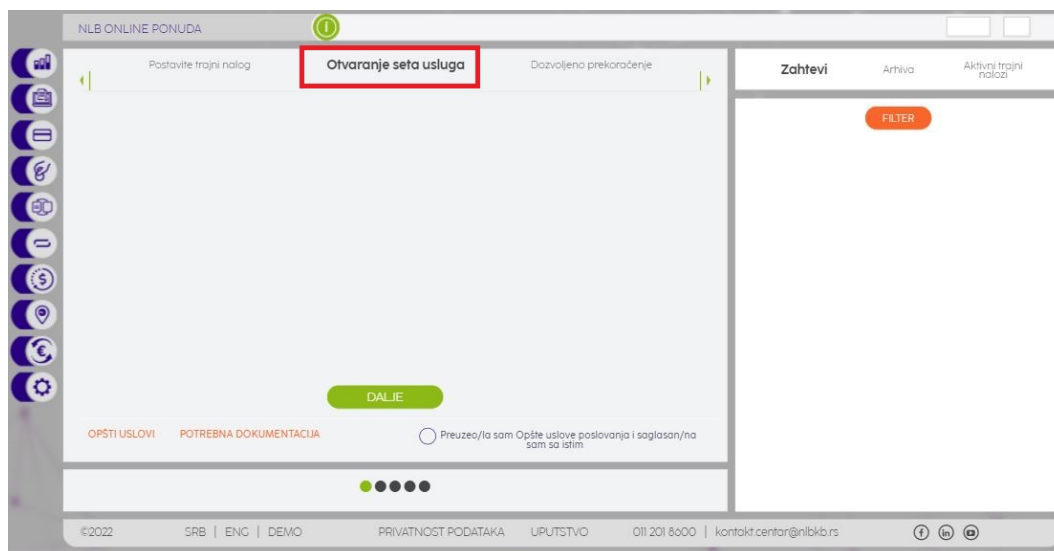 NLB ONLINE PONUDA
Postavite trajni nalog
Otvaranje seta usluga
Dozvoljeno prekoračenje
Zahtevi
Arhiva
Aktivni trajni
nalozi
FILTER
DALJE
OPŠTI USLOVI
POTREBNA DOKUMENTACIJA
Preuzeo/la sam Opšte uslove poslovanja i saglasan/na
sam sa istim
©2022
SRB | ENG | DEMO
PRIVATNOST PODATAKA
UPUTSTVO
011 201 8600 | kontakt.centar@nlbkb.rs